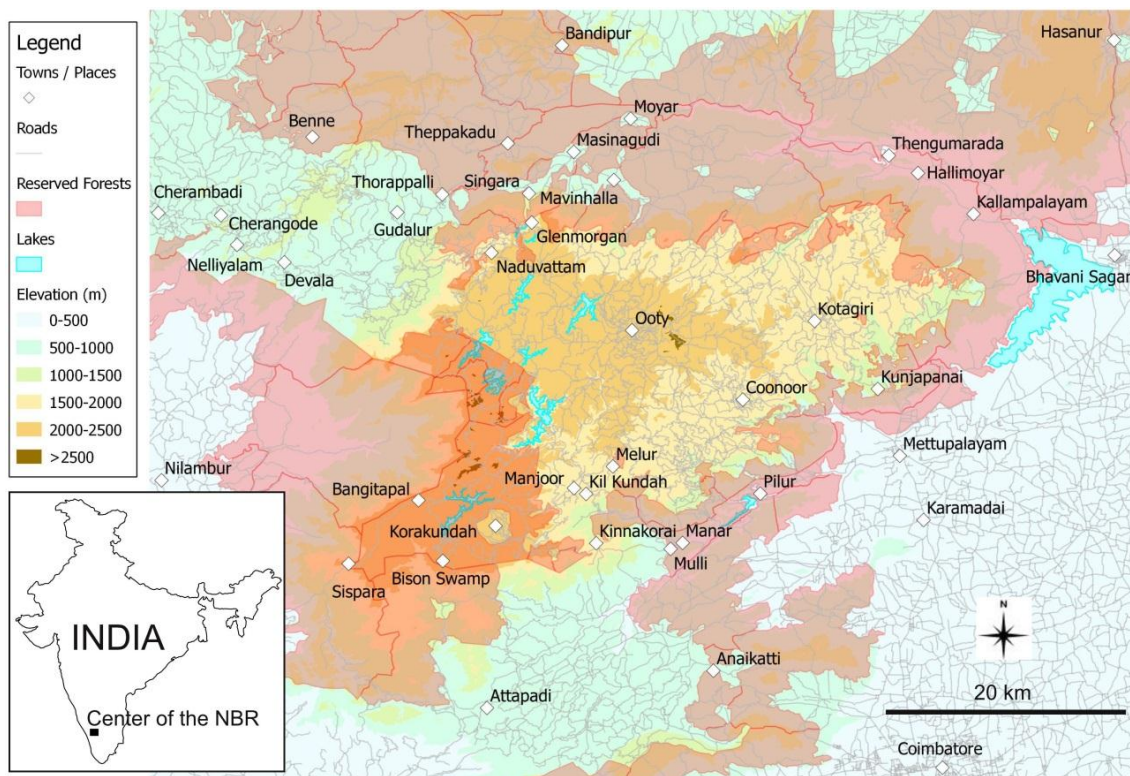 Legend
Towns / Places
Roads
Reserved Forests
Lakes
Elevation (m)
0-500
500-1000
1000-1500
1500-2000
2000-2500
>2500
INDIA
Center of the NBR
Bandipur
Hasanur
Moyar
Benne
Theppakadu
Masinagudi
Thengumarada
Hallimoyar
Cherambadi
Thorappalli
Singara
Mavinhalla
Kallampalayam
Cherangode
Gudalur
Glenmorgan
Nelliyalam
Naduvattam
Devala
Bhavani Sagar
Ooty
Kotagiri
Coonoor
Kunjapanai
Mettupalayam
Nilambur
Melur
Manjoor
Kil Kundah
Pilur
Bangitapal
Karamadai
Korakundah
Kinnakorai
Manar
Mulli
Sispara
Bison Swamp
N
Anaikatti
20 km
Attapadi
Coimbatore